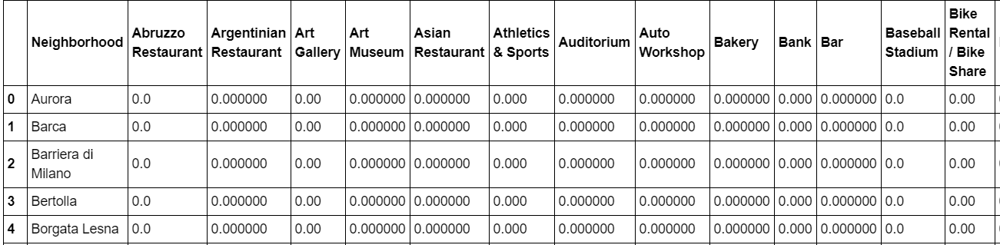 Neighborhood Abruzzo Restaurant Argentinian Restaurant Art Gallery Art Museum Asian Restaurant Athletics & Sports Auditorium Auto Workshop Bakery Bank Bar Baseball Stadium Bike Rental / Bike Share
0 Aurora 0.0 0.000000 0.00 0.000000 0.000000 0.000 0.000000 0.000000 0.000000 0.000 0.000000 0.0 0.00
1 Barca 0.0 0.000000 0.00 0.000000 0.000000 0.000 0.000000 0.000000 0.000000 0.000 0.000000 0.0 0.00
2 Barriera di Milano 0.0 0.000000 0.00 0.000000 0.000000 0.000 0.000000 0.000000 0.000000 0.000 0.000000 0.0 0.00
3 Bertolla 0.0 0.000000 0.00 0.000000 0.000000 0.000 0.000000 0.000000 0.000000 0.000 0.000000 0.0 0.00
4 Borgata Lesna 0.0 0.000000 0.00 0.000000 0.000000 0.000 0.000000 0.000000 0.000000 0.000 0.000000 0.0 0.00